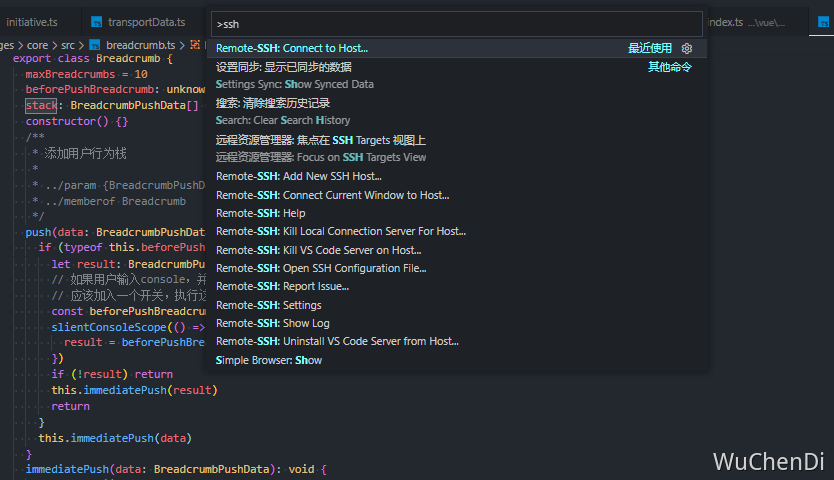 initiative.ts
transportData.ts
index.ts ...\vue\...
>ssh
ges > core > src > breadcrumb.ts >
Remote-SSH: Connect to Host...
最近使用
设置同步: 显示已同步的数据
其他命令
Settings Sync: Show Synced Data
搜索: 清除搜索历史记录
Search: Clear Search History
远程资源管理器: 焦点在 SSH Targets 视图上
远程资源管理器: Focus on SSH Targets View
Remote-SSH: Add New SSH Host...
Remote-SSH: Connect Current Window to Host...
Remote-SSH: Help
Remote-SSH: Kill Local Connection Server For Host...
Remote-SSH: Kill VS Code Server on Host...
Remote-SSH: Open SSH Configuration File...
Remote-SSH: Report Issue...
Remote-SSH: Settings
Remote-SSH: Show Log
Remote-SSH: Uninstall VS Code Server from Host...
Simple Browser: Show
export class Breadcrumb {
maxBreadcrumbs = 10
beforePushBreadcrumb: unknow
stack: BreadcrumbPushData[]
constructor() {}
/**
* 添加用户行为栈
*
* ../param {BreadcrumbPushD
* ../memberof Breadcrumb
*/
push(data: BreadcrumbPushDat
if (typeof this.beforePush
let result: BreadcrumbPu
// 如果用户输入console，并
// 应该加入一个开关，执行这
const beforePushBreadcru
slientConsoleScope(() =>
result = beforePushBre
})
if (!result) return
this.immediatePush(result)
return
}
this.immediatePush(data)
}
immediatePush(data: BreadcrumbPushData): void {
WuChenDi